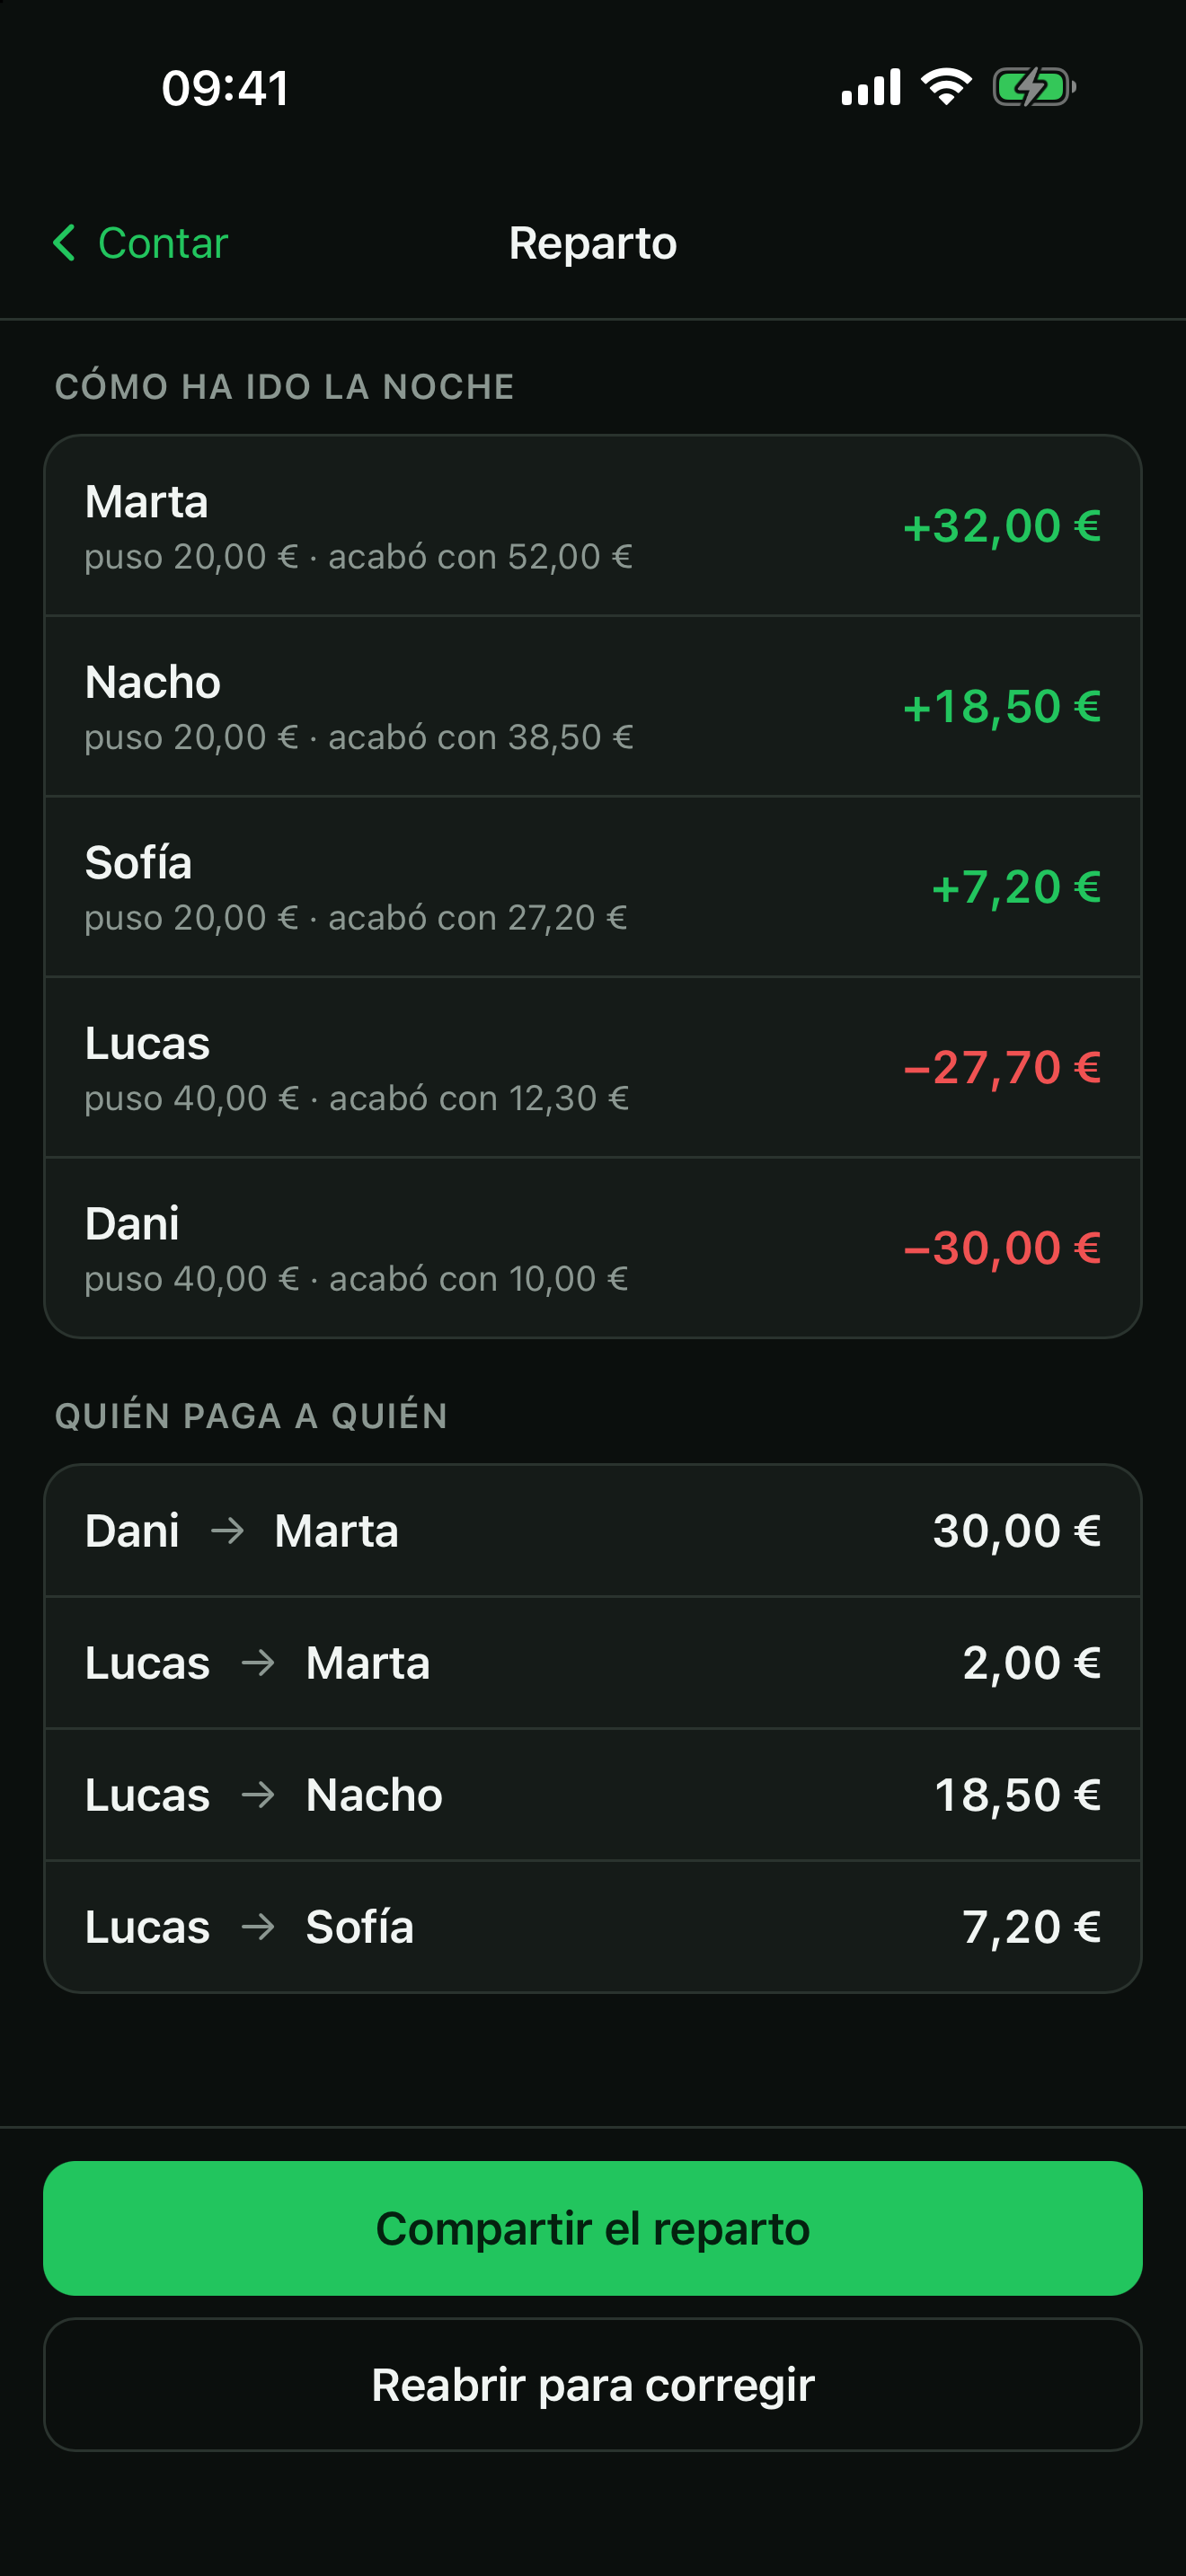 09:41
Contar
Reparto
CÓMO HA IDO LA NOCHE
Marta
puso 20,00 € · acabó con 52,00 €
+32,00 €
Nacho
puso 20,00 € · acabó con 38,50 €
+18,50 €
Sofía
puso 20,00 € · acabó con 27,20 €
+7,20 €
Lucas
puso 40,00 € · acabó con 12,30 €
–27,70 €
Dani
puso 40,00 € · acabó con 10,00 €
–30,00 €
QUIÉN PAGA A QUIÉN
Dani → Marta 30,00 €
Lucas → Marta 2,00 €
Lucas → Nacho 18,50 €
Lucas → Sofía 7,20 €
Compartir el reparto
Reabrir para corregir